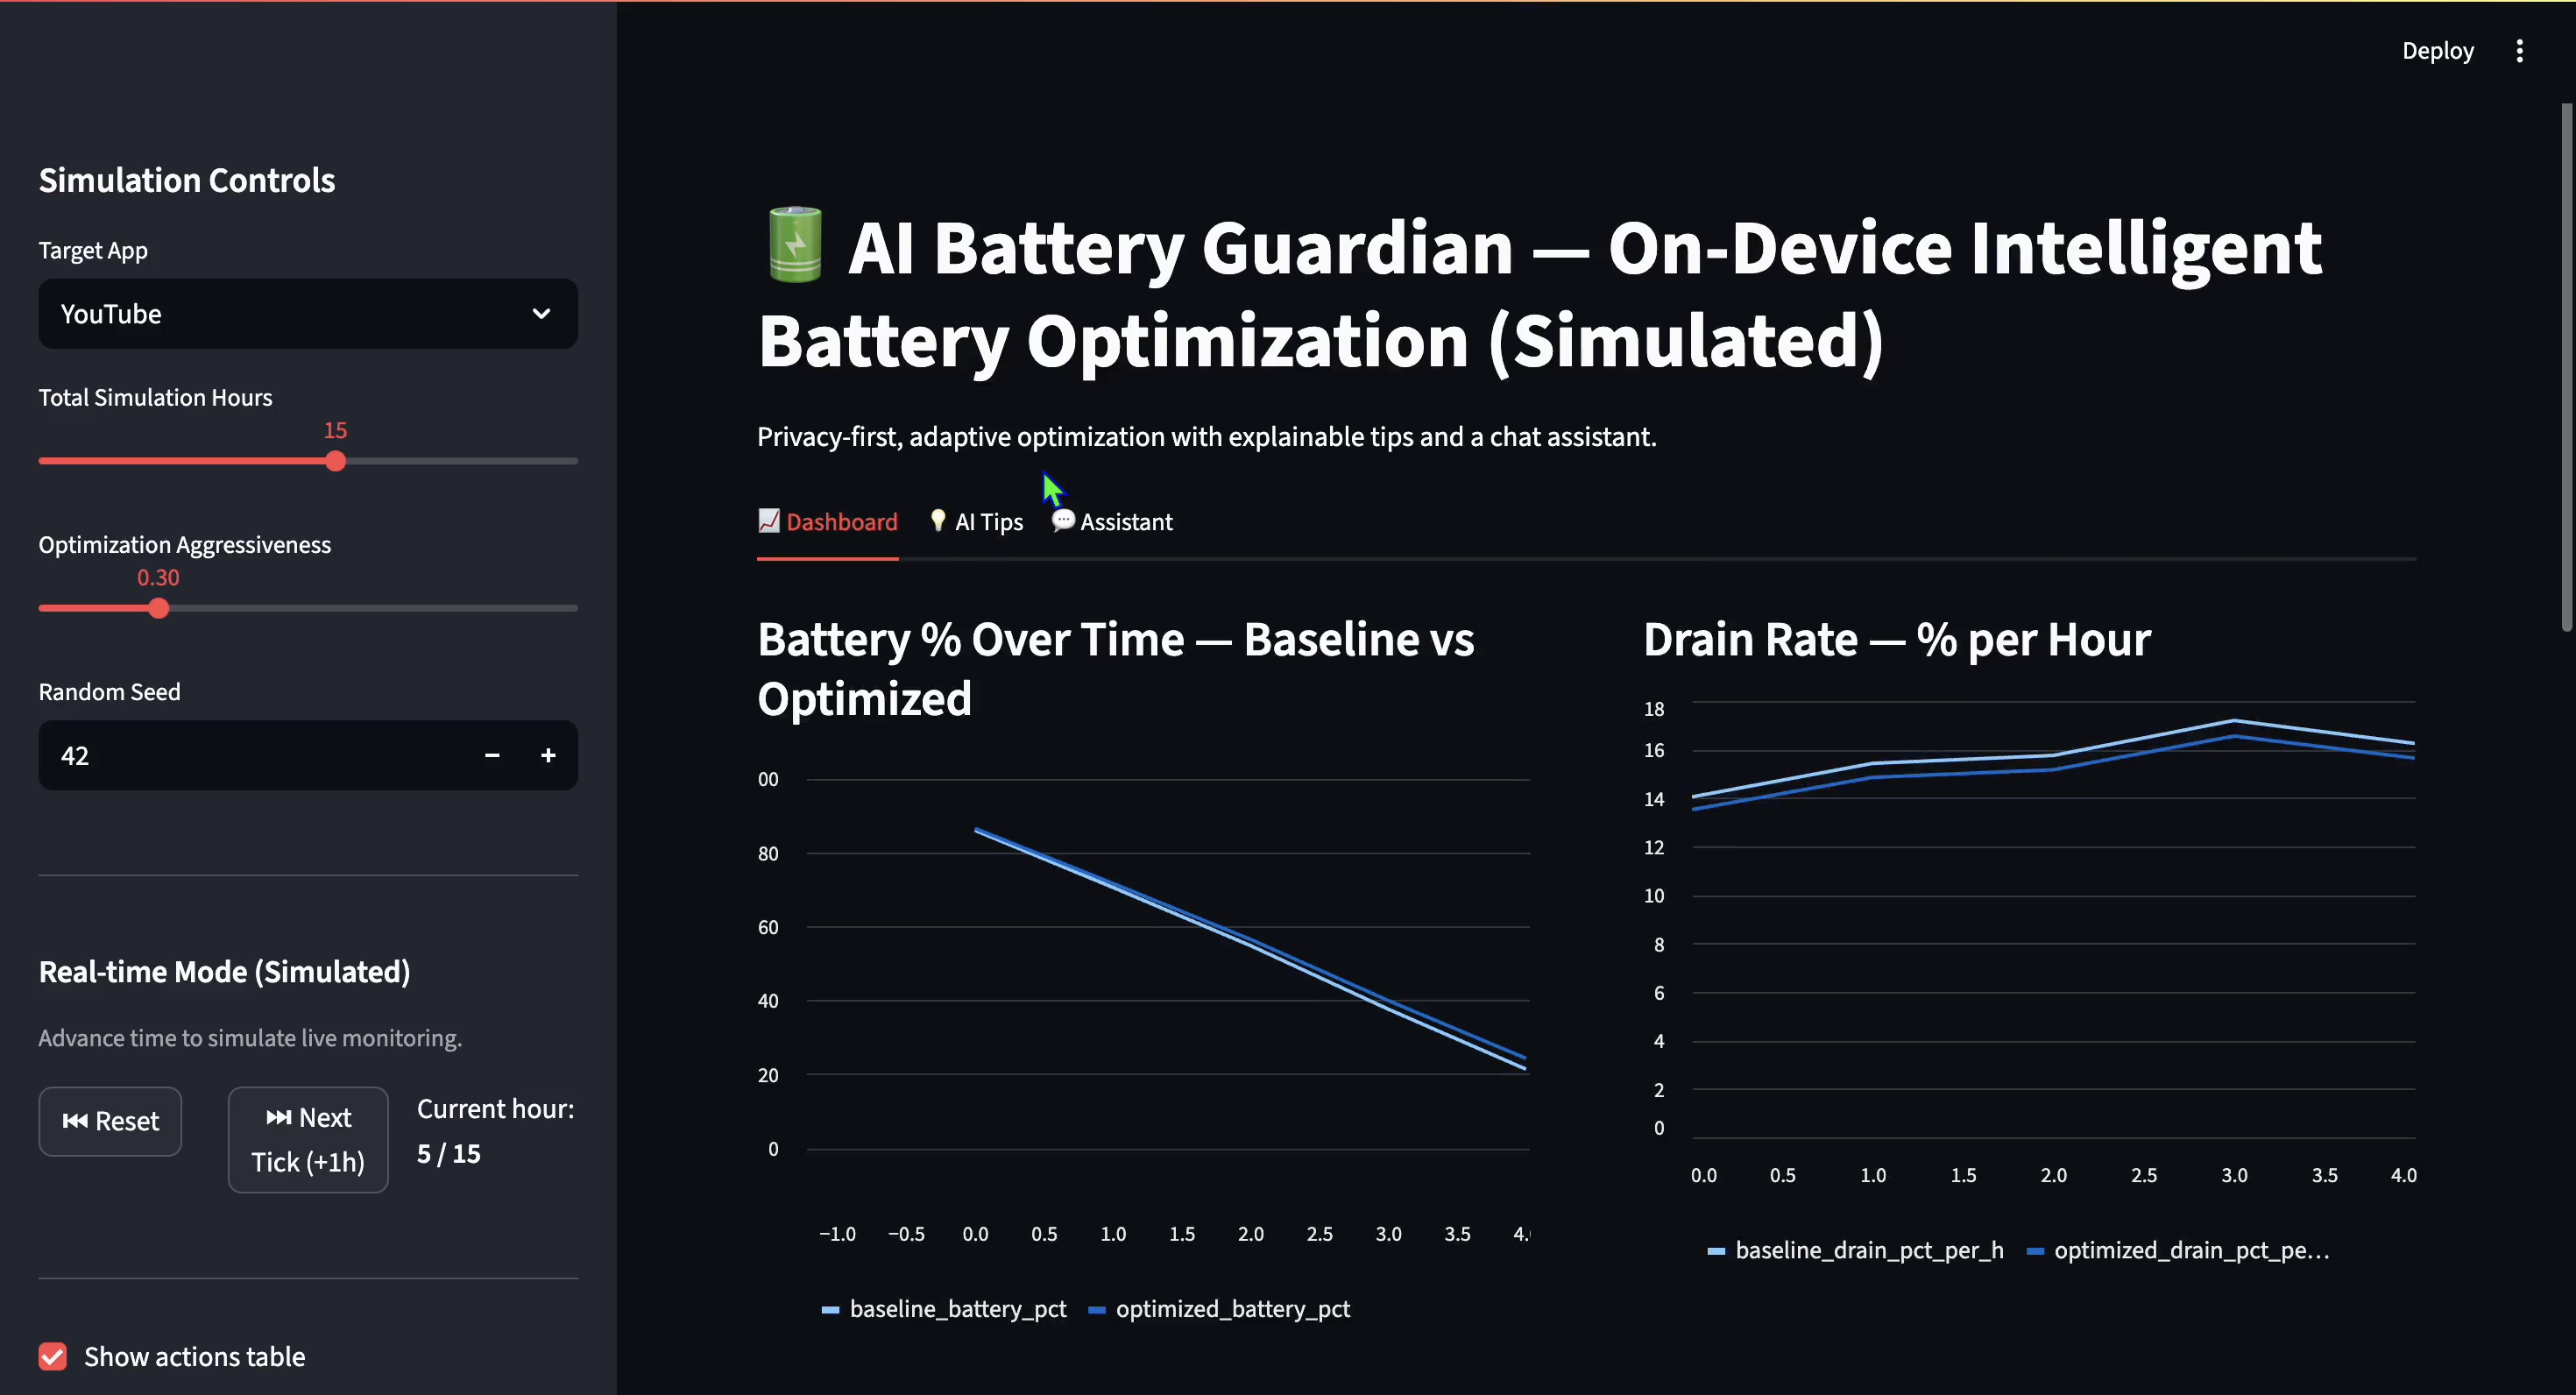 Deploy
Simulation Controls
Target App
YouTube
Total Simulation Hours
15
Optimization Aggressiveness
0.30
Random Seed
42
Real-time Mode (Simulated)
Advance time to simulate live monitoring.
Reset
Next
Tick (+1h)
Current hour:
5 / 15
Show actions table
AI Battery Guardian — On-Device Intelligent
Battery Optimization (Simulated)
Privacy-first, adaptive optimization with explainable tips and a chat assistant.
Dashboard AI Tips Assistant
Battery % Over Time — Baseline vs
Optimized
00
80
60
40
20
0
−1.0 −0.5 0.0 0.5 1.0 1.5 2.0 2.5 3.0 3.5 4.
baseline_battery_pct optimized_battery_pct
Drain Rate — % per Hour
18
16
14
12
10
8
6
4
2
0
0.0 0.5 1.0 1.5 2.0 2.5 3.0 3.5 4.0
baseline_drain_pct_per_h optimized_drain_pct_pe…